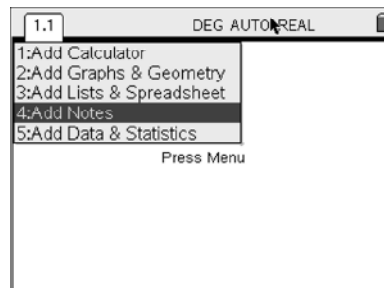 1.1 DEG AUTO REAL
1:Add Calculator
2:Add Graphs & Geometry
3:Add Lists & Spreadsheet
4:Add Notes
5:Add Data & Statistics
Press Menu